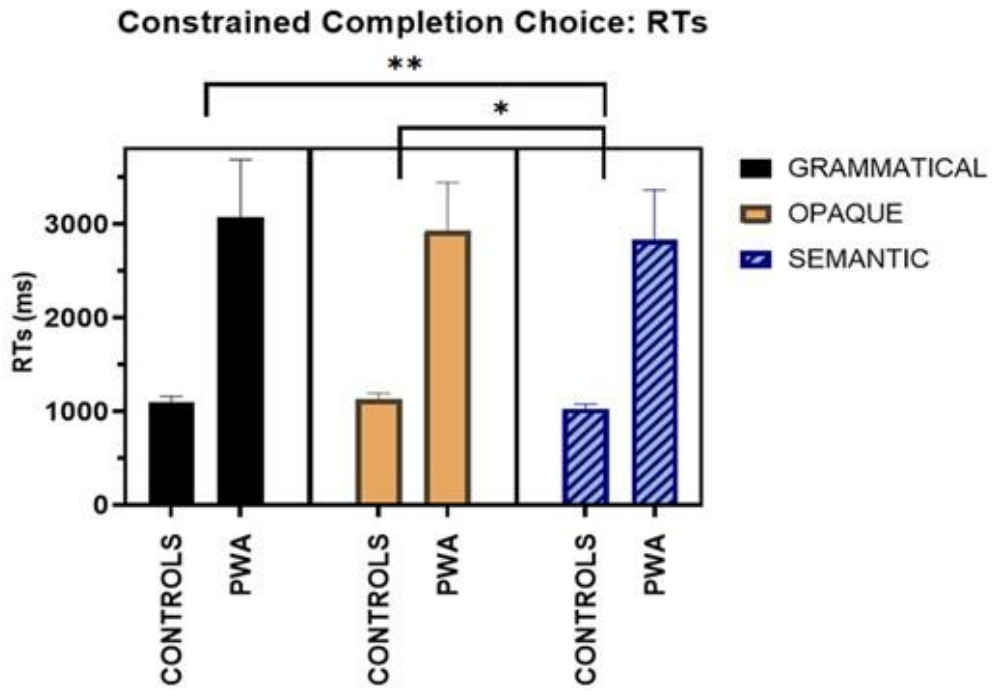 Constrained Completion Choice: RTs
**
*
GRAMMATICAL
OPAQUE
SEMANTIC
RTs (ms)
3000
2000
1000
0
CONTROLS
PWA
CONTROLS
PWA
CONTROLS
PWA